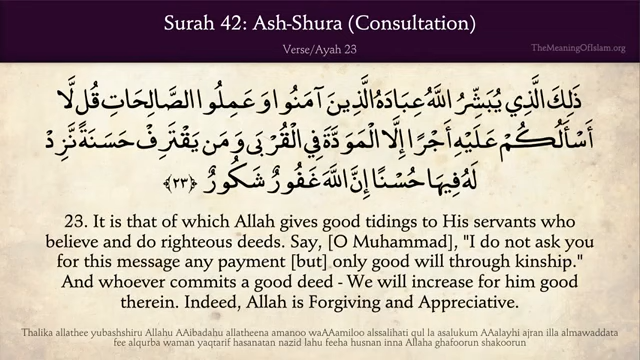 Surah 42: Ash-Shura (Consultation)
Verse/Ayah 23
TheMeaningOfIslam.org
ذَٰلِكَ الَّذِي يُبَشِّرُ اللَّهُ عِبَادَهُ الَّذِينَ آمَنُوا وَعَمِلُوا الصَّالِحَاتِ قُل لَّا
أَسْأَلُكُمْ عَلَيْهِ أَجْرًا إِلَّا الْمَوَدَّةَ فِي الْقُرْبَىٰ وَمَن يَقْتَرِفْ حَسَنَةً نَّزِدْ
لَهُ فِيهَا حُسْنًا إِنَّ اللَّهَ غَفُورٌ شَكُورٌ ﴿٢٣﴾
23. It is that of which Allah gives good tidings to His servants who
believe and do righteous deeds. Say, [O Muhammad], "I do not ask you
for this message any payment [but] only good will through kinship."
And whoever commits a good deed - We will increase for him good
therein. Indeed, Allah is Forgiving and Appreciative.
Thalika allathee yubashshiru Allahu AAibadahu allatheena amanoo waAAamiloo alssalihati qul la asalukum AAalayhi ajran illa almawaddata
fee alqurba waman yaqtarif hasanatan nazid lahu feeha husnan inna Allaha ghafoorun shakoorun